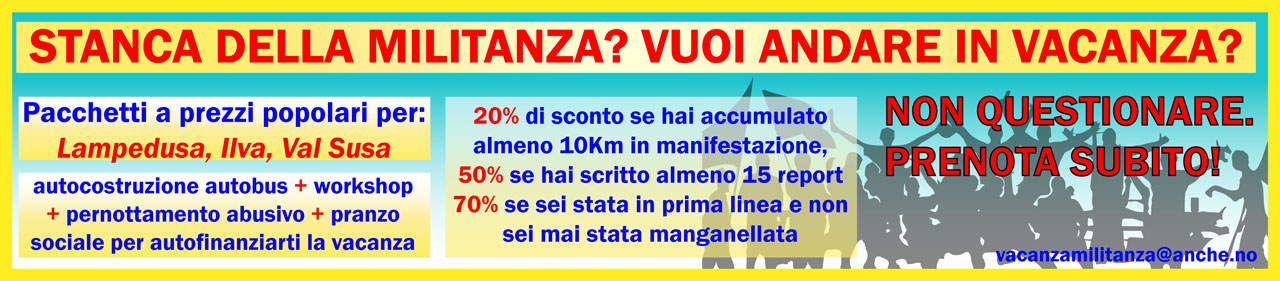 STANCA DELLA MILITANZA? VUOI ANDARE IN VACANZA?
Pacchetti a prezzi popolari per:
Lampedusa, Ilva, Val Susa
autocostruzione autobus + workshop
+ pernottamento abusivo + pranzo
sociale per autofinanziarti la vacanza
20% di sconto se hai accumulato
almeno 10Km in manifestazione,
50% se hai scritto almeno 15 report
70% se sei stata in prima linea e non
sei mai stata manganellata
NON QUESTIONARE.
PRENOTA SUBITO!
vacanzamilitanza@anche.no